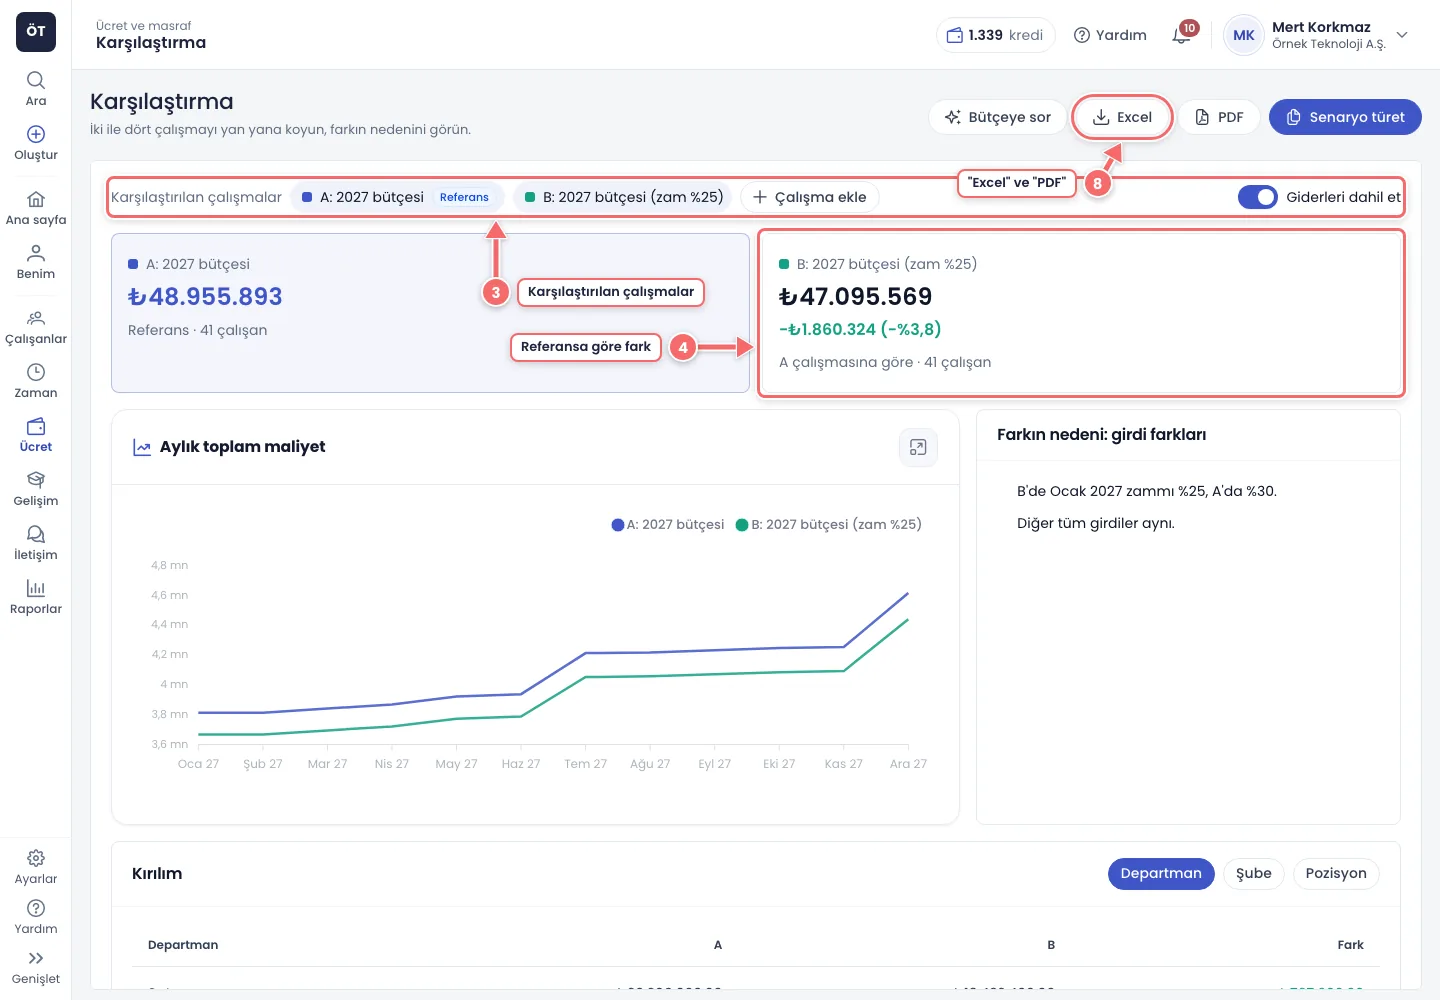 ÖT
Ara
Oluştur
Ana sayfa
Benim
Çalışanlar
Zaman
Ücret
Gelişim
İletişim
Raporlar
Ayarlar
Yardım
Genişlet
Ücret ve masraf
Karşılaştırma
1.339 kredi
Yardım
10
MK
Mert Korkmaz
Örnek Teknoloji A.Ş.
Karşılaştırma
İki ile dört çalışmayı yan yana koyun, farkın nedenini görün.
Bütçeye sor
Excel
PDF
Senaryo türet
"Excel" ve "PDF"
8
Karşılaştırılan çalışmalar
A: 2027 bütçesi Referans
B: 2027 bütçesi (zam %25)
Çalışma ekle
Giderleri dahil et
A: 2027 bütçesi
₺48.955.893
Referans · 41 çalışan
3
Karşılaştırılan çalışmalar
Referansa göre fark
4
B: 2027 bütçesi (zam %25)
₺47.095.569
-₺1.860.324 (-%3,8)
A çalışmasına göre · 41 çalışan
Aylık toplam maliyet
A: 2027 bütçesi B: 2027 bütçesi (zam %25)
4,8 mn
4,6 mn
4,4 mn
4,2 mn
4 mn
3,8 mn
3,6 mn
Oca 27 Şub 27 Mar 27 Nis 27 May 27 Haz 27 Tem 27 Ağu 27 Eyl 27 Eki 27 Kas 27 Ara 27
Farkın nedeni: girdi farkları
B'de Ocak 2027 zammı %25, A'da %30.
Diğer tüm girdiler aynı.
Kırılım
Departman
Şube
Pozisyon
Departman A B Fark